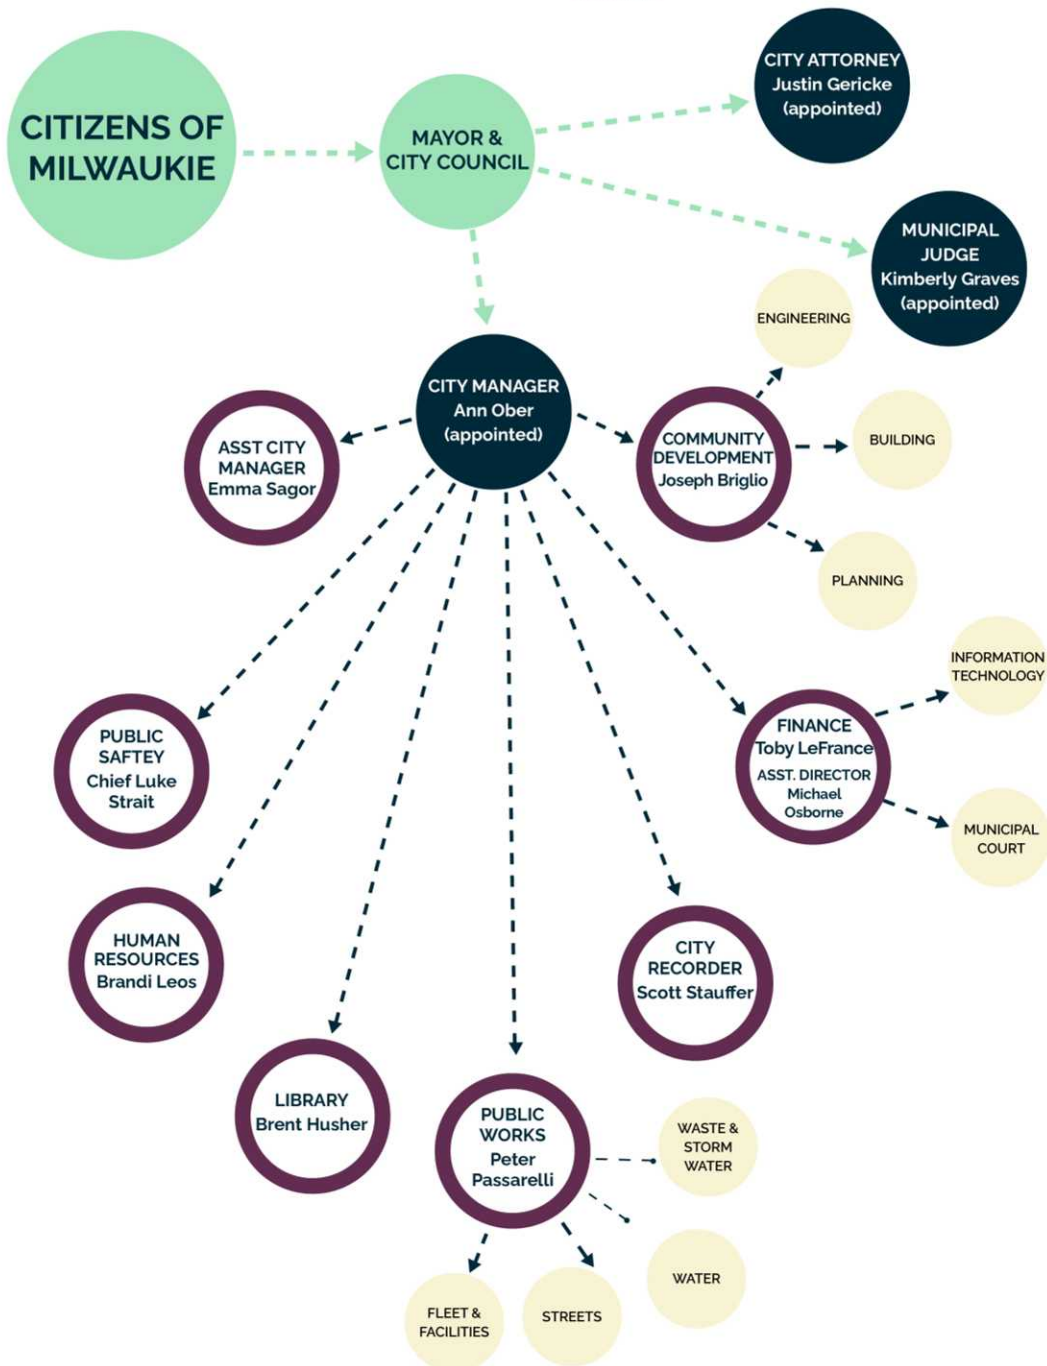 CITIZENS OF
MILWAUKIE
MAYOR &
CITY COUNCIL
CITY ATTORNEY
Justin Gericke
(appointed)
MUNICIPAL
JUDGE
Kimberly Graves
(appointed)
CITY MANAGER
Ann Ober
(appointed)
ASST CITY
MANAGER
Emma Sagor
COMMUNITY
DEVELOPMENT
Joseph Briglio
ENGINEERING
BUILDING
PLANNING
PUBLIC
SAFTEY
Chief Luke
Strait
FINANCE
Toby LeFrance
ASST. DIRECTOR
Michael
Osborne
INFORMATION
TECHNOLOGY
MUNICIPAL
COURT
HUMAN
RESOURCES
Brandi Leos
CITY
RECORDER
Scott Stauffer
LIBRARY
Brent Husher
PUBLIC
WORKS
Peter
Passarelli
WASTE &
STORM
WATER
WATER
STREETS
FLEET &
FACILITIES